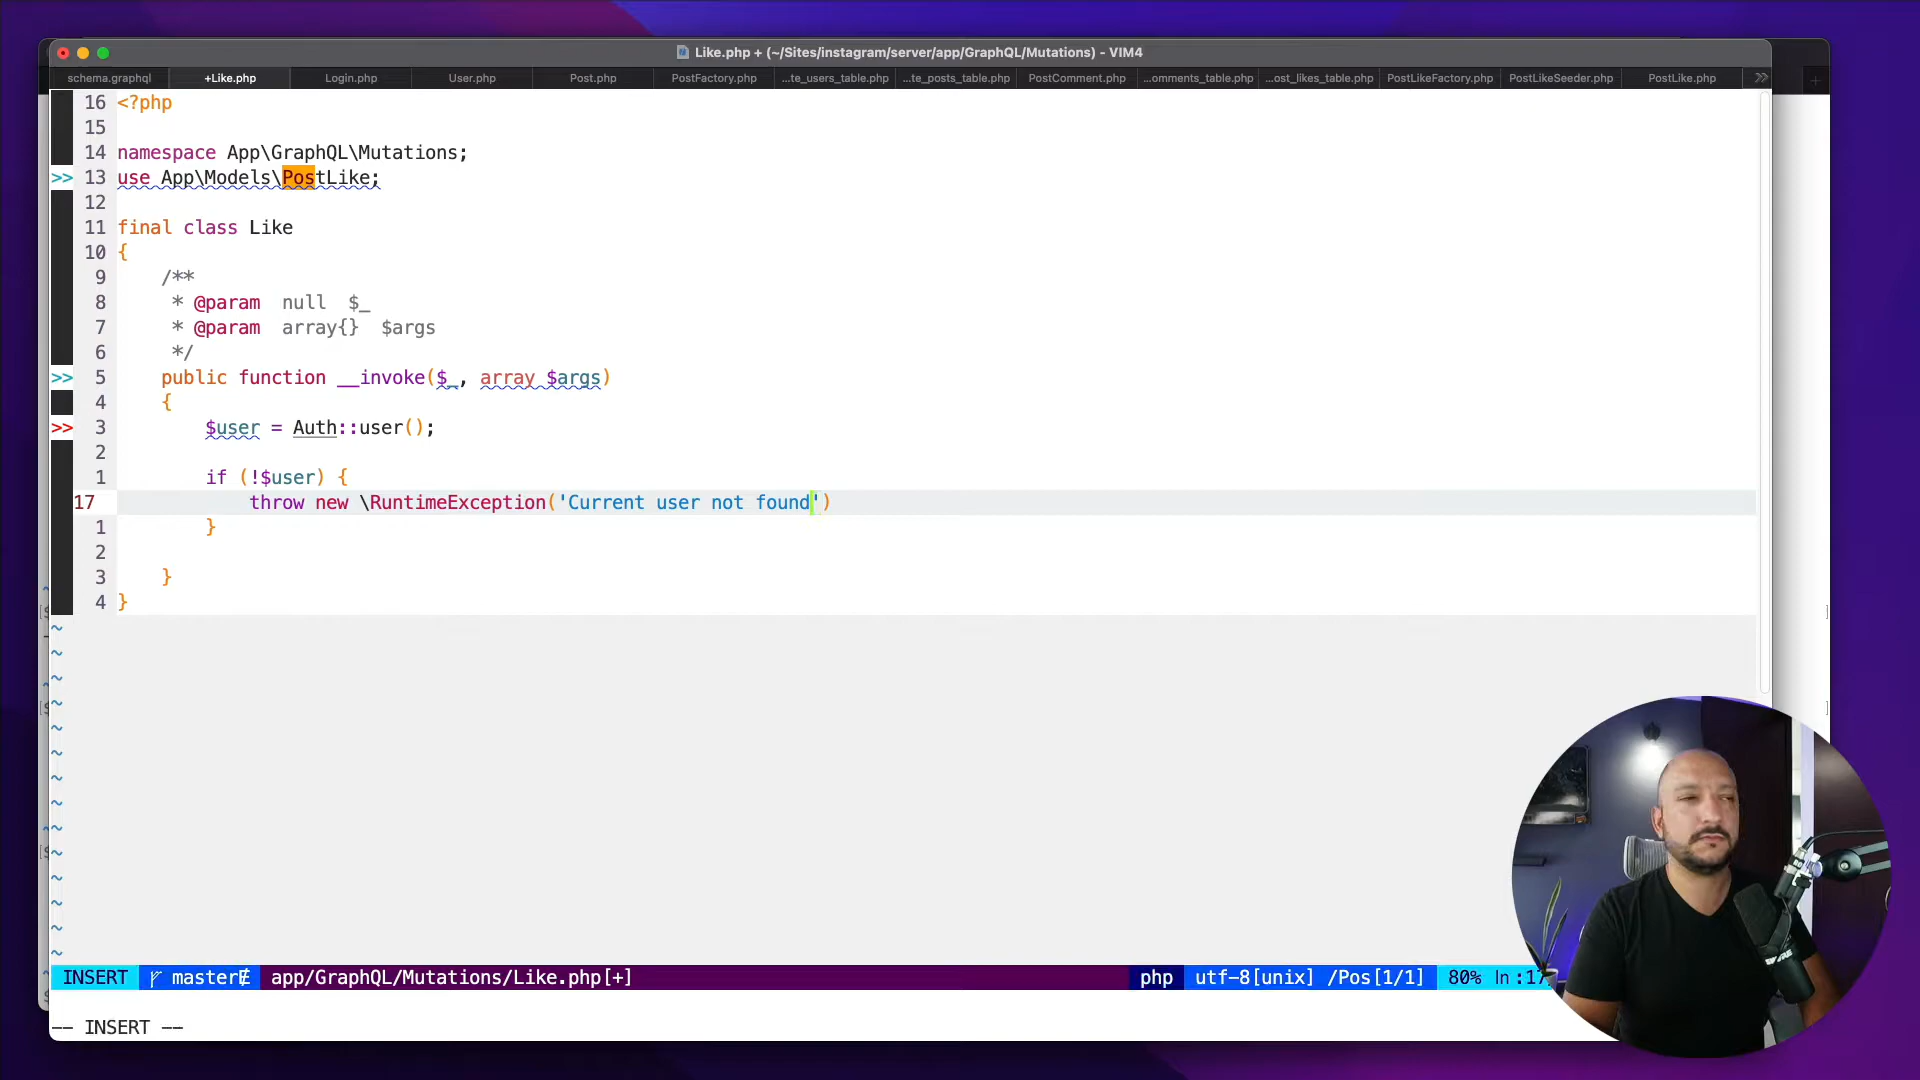 Like.php + (~/Sites/instagram/server/app/GraphQL/Mutations) - VIM4
schema.graphql +Like.php Login.php User.php Post.php PostFactory.php ...te_users_table.php ...te_posts_table.php PostComment.php ...omments_table.php ...ost_likes_table.php PostLikeFactory.php PostLikeSeeder.php PostLike.php >>
16 <?php
15
14 namespace App\GraphQL\Mutations;
>> 13 use App\Models\PostLike;
12
11 final class Like
10 {
9 /**
8 * @param null $_
7 * @param array{} $args
6 */
>> 5 public function __invoke($_, array $args)
4 {
>> 3 $user = Auth::user();
2
1 if (!$user) {
17 throw new \RuntimeException('Current user not found')
1 }
2
3 }
4 }
~
~
~
~
~
~
~
~
~
~
~
~
~
~
INSERT master app/GraphQL/Mutations/Like.php[+] php utf-8[unix] /Pos[1/1] 80% ln :17
-- INSERT --